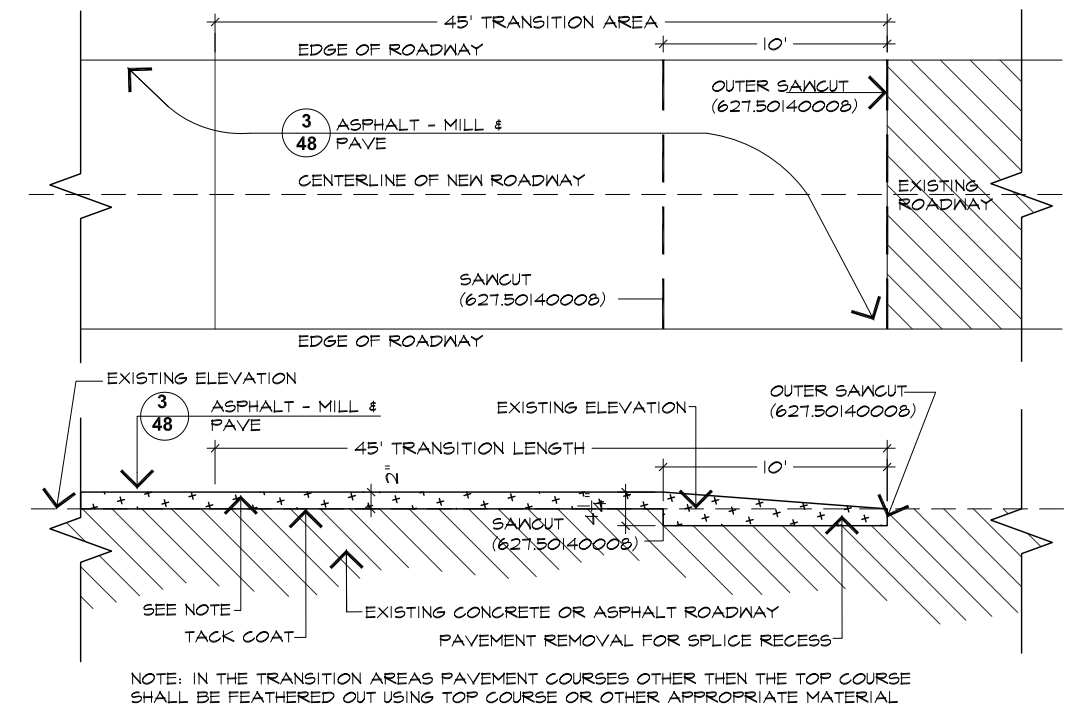 45' TRANSITION AREA
10'
EDGE OF ROADWAY
OUTER SAWCUT
(627.50140008)
3
48
ASPHALT - MILL &
PAVE
CENTERLINE OF NEW ROADWAY
EXISTING
ROADWAY
SAWCUT
(627.50140008)
EDGE OF ROADWAY
EXISTING ELEVATION
3
48
ASPHALT - MILL &
PAVE
EXISTING ELEVATION
OUTER SAWCUT
(627.50140008)
45' TRANSITION LENGTH
10'
2"
SAWCUT
(627.50140008)
SEE NOTE
EXISTING CONCRETE OR ASPHALT ROADWAY
TACK COAT
PAVEMENT REMOVAL FOR SPLICE RECESS
NOTE: IN THE TRANSITION AREAS PAVEMENT COURSES OTHER THEN THE TOP COURSE
SHALL BE FEATHERED OUT USING TOP COURSE OR OTHER APPROPRIATE MATERIAL